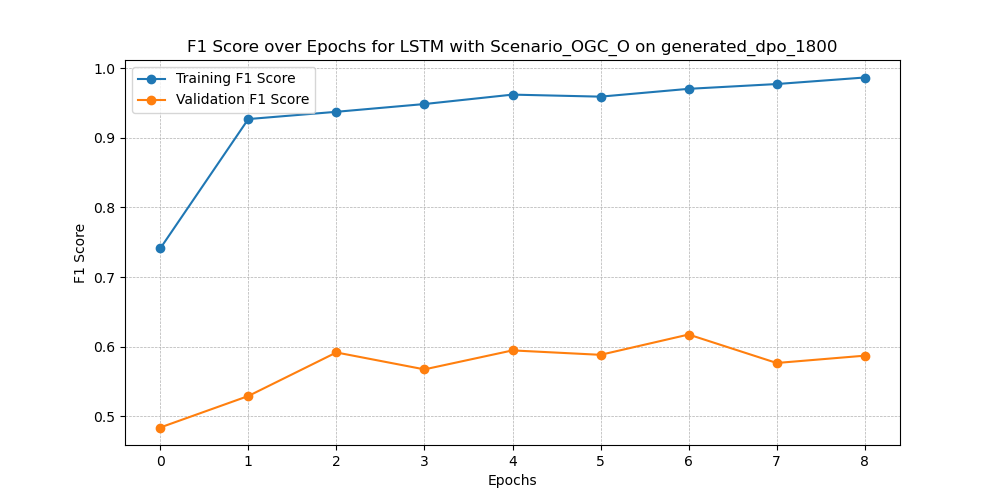 F1 Score over Epochs for LSTM with Scenario_OGC_O on generated_dpo_1800
Training F1 Score
Validation F1 Score
F1 Score
1.0
0.9
0.8
0.7
0.6
0.5
0 1 2 3 4 5 6 7 8
Epochs